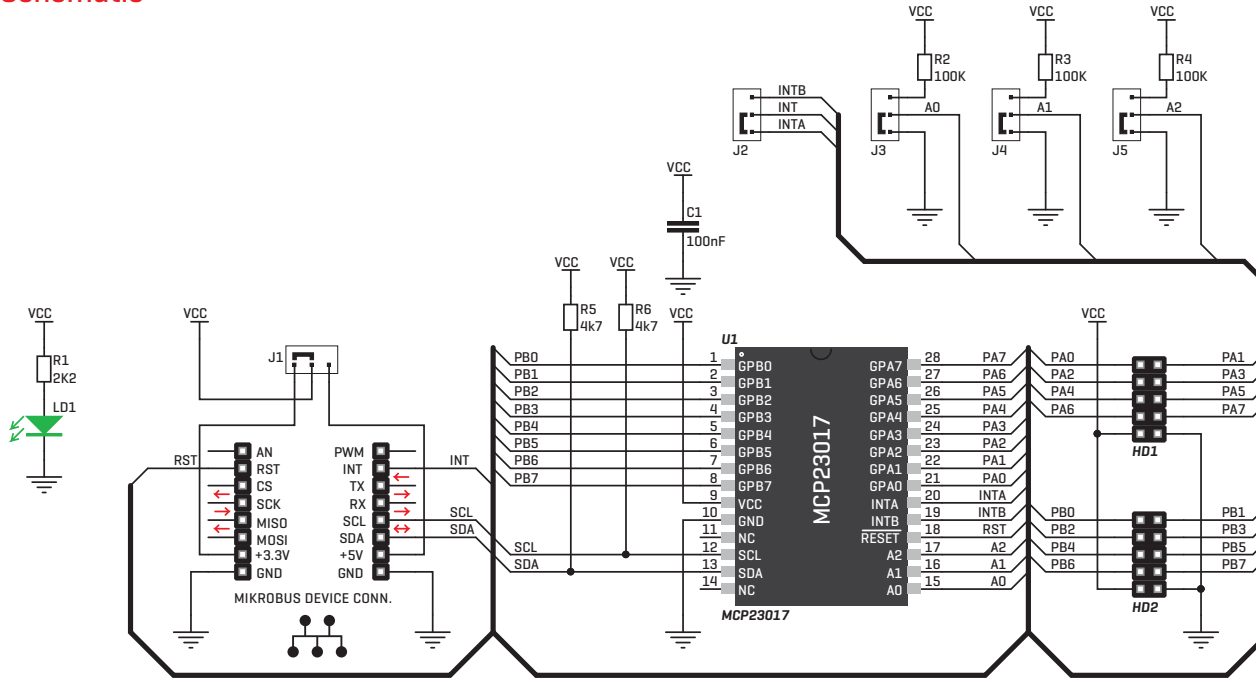 VCC
R2
100K
VCC
R3
100K
VCC
R4
100K
INTB
INT
INTA
J2
A0
J3
A1
J4
A2
J5
VCC
C1
100nF
VCC
R5
4k7
VCC
R6
4k7
VCC
VCC
R1
2K2
LD1
VCC
J1
RST
INT
SCL
SDA
AN
RST
CS
SCK
MISO
MOSI
+3.3V
GND
PWM
INT
TX
RX
SCL
SDA
+5V
GND
MIKROBUS DEVICE CONN.
U1
MCP23017
PB0 1 GPB0
PB1 2 GPB1
PB2 3 GPB2
PB3 4 GPB3
PB4 5 GPB4
PB5 6 GPB5
PB6 7 GPB6
PB7 8 GPB7
9 VCC
10 GND
11 NC
SCL 12 SCL
SDA 13 SDA
14 NC
GPA7 28 PA7
GPA6 27 PA6
GPA5 26 PA5
GPA4 25 PA4
GPA3 24 PA3
GPA2 23 PA2
GPA1 22 PA1
GPA0 21 PA0
INTA 20 INTA
INTB 19 INTB
RESET 18 RST
A2 17 A2
A1 16 A1
A0 15 A0
MCP23017
VCC
PA0 PA1
PA2 PA3
PA4 PA5
PA6 PA7
HD1
PB0 PB1
PB2 PB3
PB4 PB5
PB6 PB7
HD2